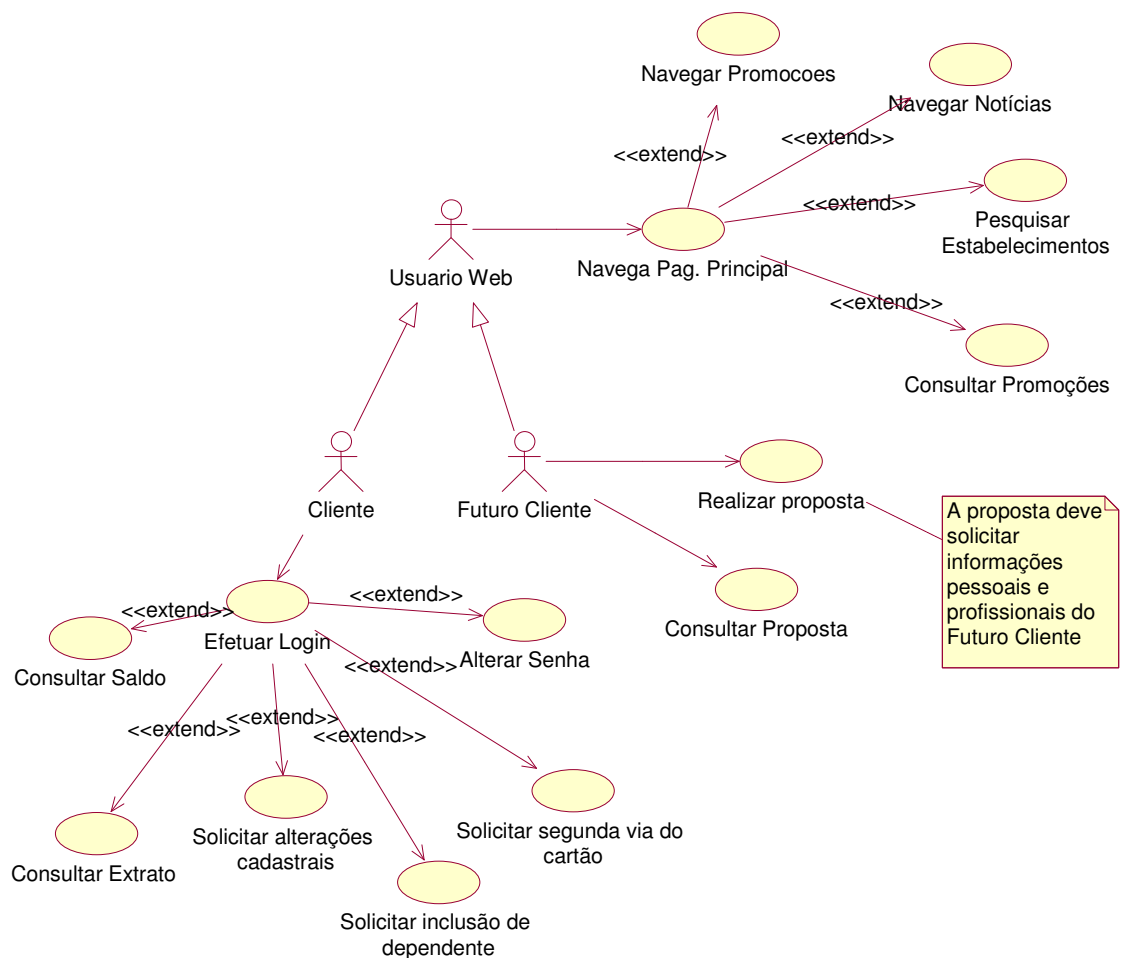 Navegar Promocoes
Navegar Notícias
<<extend>>
<<extend>>
<<extend>>
Pesquisar
Estabelecimentos
Usuario Web
Navega Pag. Principal
<<extend>>
Consultar Promoções
Cliente
Futuro Cliente
Realizar proposta
A proposta deve
solicitar
informações
pessoais e
profissionais do
Futuro Cliente
<<extend>>
<<extend>>
Efetuar Login
Consultar Proposta
Consultar Saldo
<<extend>>
Alterar Senha
<<extend>>
<<extend>>
<<extend>>
Solicitar alterações
cadastrais
Solicitar segunda via do
cartão
Consultar Extrato
Solicitar inclusão de
dependente